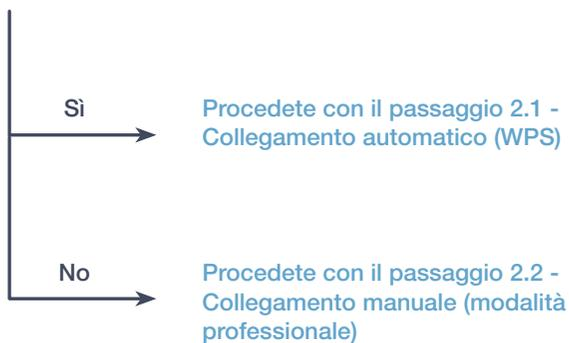 Sì
Procedete con il passaggio 2.1 -
Collegamento automatico (WPS)
No
Procedete con il passaggio 2.2 -
Collegamento manuale (modalità
professionale)